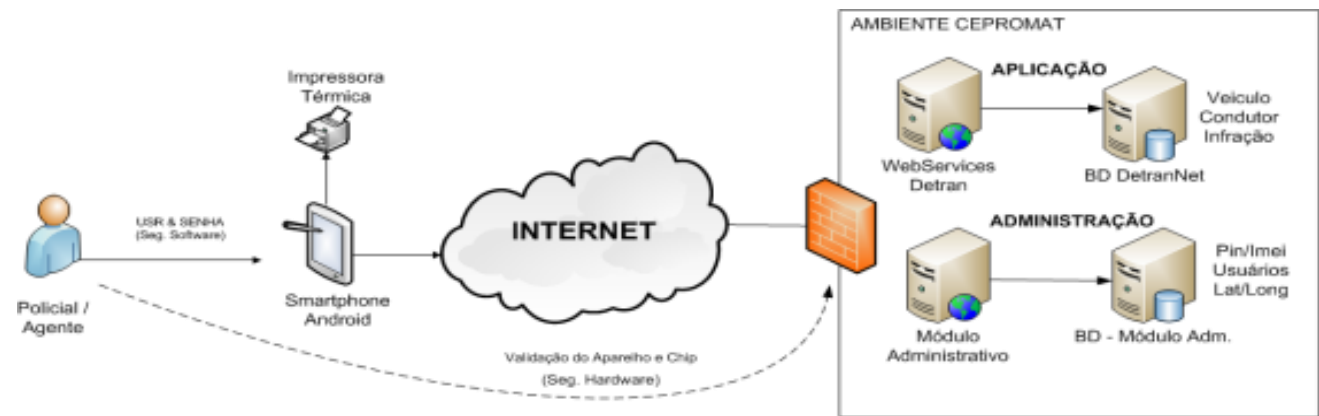 AMBIENTE CEPROMAT
Impressora
Térmica
APLICAÇÃO
Veiculo
Condutor
Infração
WebServices
Detran
BD DetranNet
USR & SENHA
(Seg. Software)
INTERNET
ADMINISTRAÇÃO
Pin/Imei
Usuários
Lat/Long
Policial /
Agente
Smartphone
Android
Módulo
Administrativo
BD - Módulo Adm.
Validação do Aparelho e Chip
(Seg. Hardware)